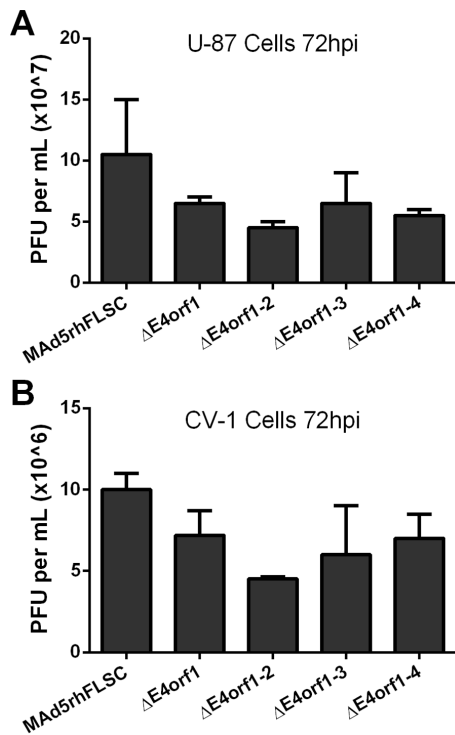 A
U-87 Cells 72hpi
PFU per mL (x10^7)
20
15
10
5
0
MAd5rhFLSC
ΔE4orf1
ΔE4orf1-2
ΔE4orf1-3
ΔE4orf1-4
B
CV-1 Cells 72hpi
PFU per mL (x10^6)
15
10
5
0
MAd5rhFLSC
ΔE4orf1
ΔE4orf1-2
ΔE4orf1-3
ΔE4orf1-4